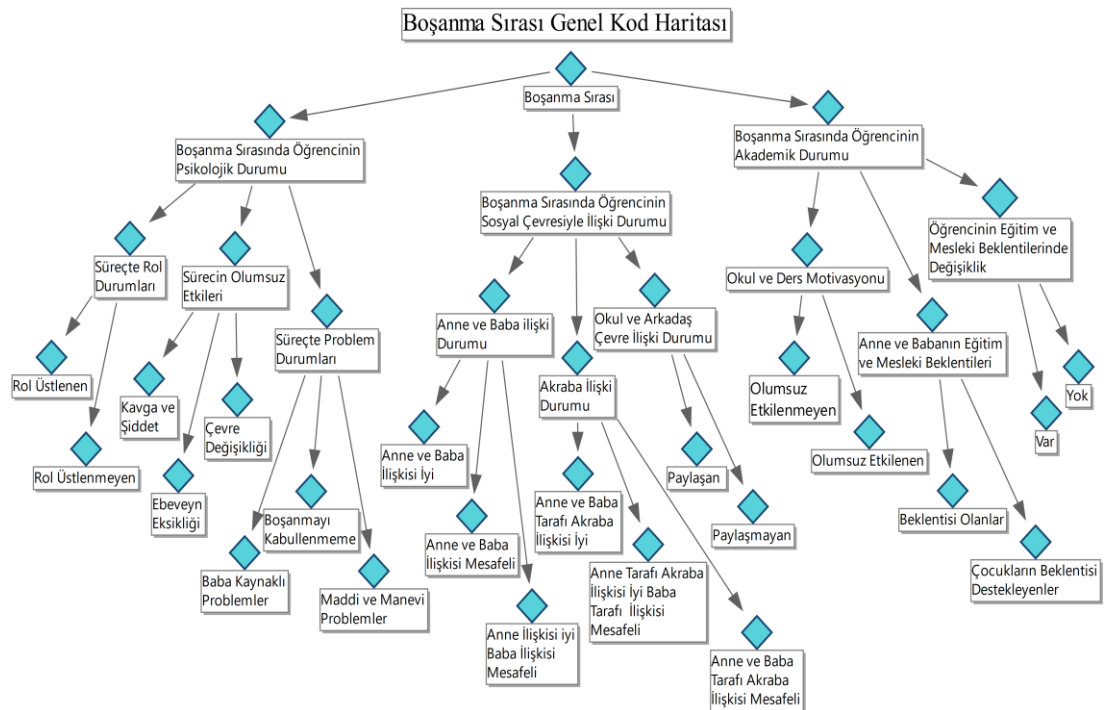 Boşanma Sırası Genel Kod Haritası
Boşanma Sırası
Boşanma Sırasında Öğrencinin
Psikolojik Durumu
Süreçte Rol
Durumları
Rol Üstlenen
Rol Üstlenmeyen
Sürecin Olumsuz
Etkileri
Kavga ve
Şiddet
Ebeveyn
Eksikliği
Çevre
Değişikliği
Süreçte Problem
Durumları
Baba Kaynaklı
Problemler
Boşanmayı
Kabullenmeme
Maddi ve Manevi
Problemler
Boşanma Sırasında Öğrencinin
Sosyal Çevresiyle İlişki Durumu
Anne ve Baba ilişki
Durumu
Anne ve Baba
İlişkisi İyi
Anne ve Baba
İlişkisi Mesafeli
Anne İlişkisi iyi
Baba İlişkisi
Mesafeli
Akraba İlişki
Durumu
Anne ve Baba
Tarafı Akraba
İlişkisi İyi
Anne Tarafı Akraba
İlişkisi İyi Baba
Tarafı İlişkisi
Mesafeli
Anne ve Baba
Tarafı Akraba
İlişkisi Mesafeli
Okul ve Arkadaş
Çevre İlişki Durumu
Paylaşan
Paylaşmayan
Boşanma Sırasında Öğrencinin
Akademik Durumu
Okul ve Ders Motivasyonu
Olumsuz
Etkilenmeyen
Olumsuz Etkilenen
Anne ve Babanın Eğitim
ve Mesleki Beklentileri
Beklentisi Olanlar
Çocukların Beklentisi
Destekleyenler
Öğrencinin Eğitim ve
Mesleki Beklentilerinde
Değişiklik
Var
Yok